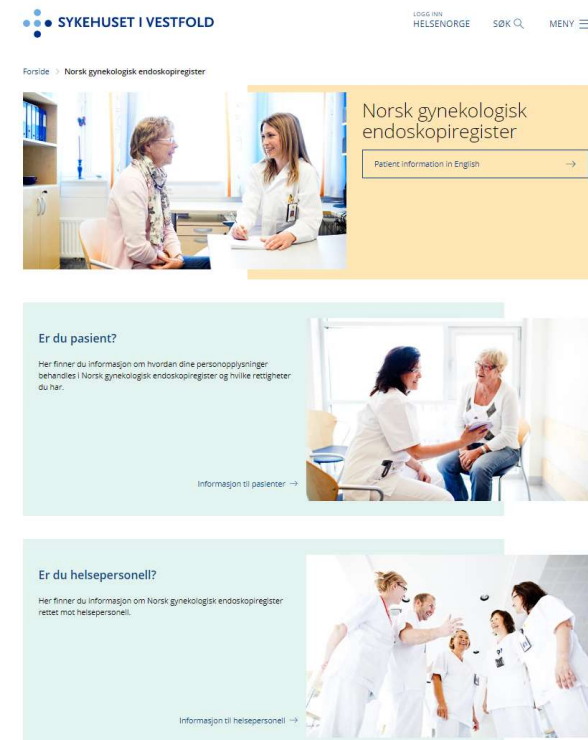 SYKEHUSET I VESTFOLD
LOGG INN
HELSENORGE
SØK
MENY
Forside > Norsk gynekologisk endoskopiregister
Norsk gynekologisk
endoskopiregister
Patient information in English →
Er du pasient?
Her finner du informasjon om hvordan dine personopplysninger
behandles i Norsk gynekologisk endoskopiregister og hvilke rettigheter
du har.
Informasjon til pasienter →
Er du helsepersonell?
Her finner du informasjon om Norsk gynekologisk endoskopiregister
rettet mot helsepersonell.
Informasjon til helsepersonell →